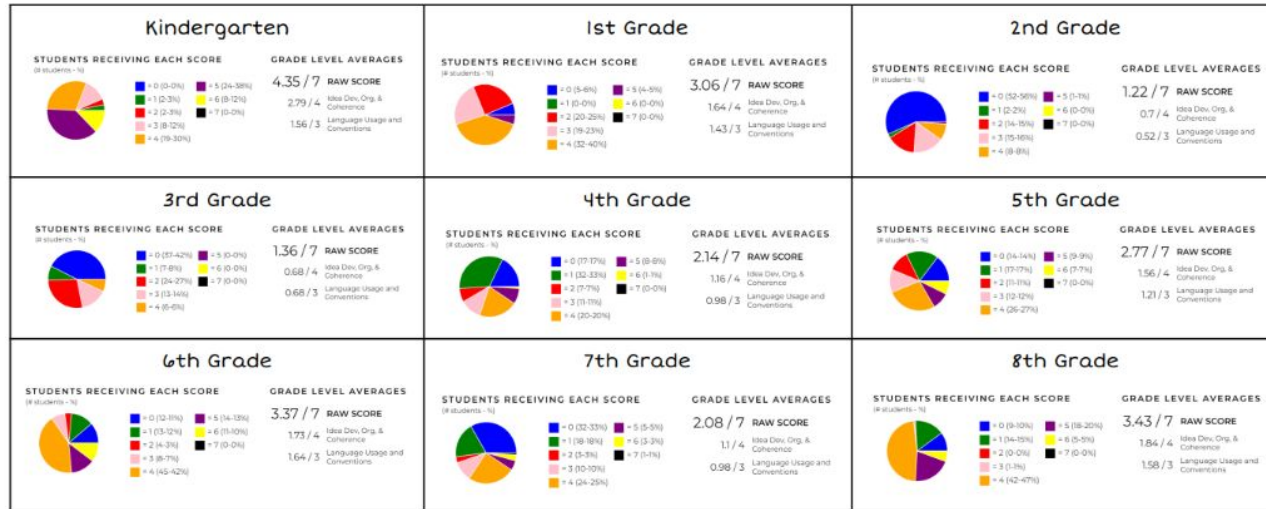 Kindergarten
STUDENTS RECEIVING EACH SCORE
(# students - %)
= 0 (0-0%) = 5 (24-38%)
= 1 (2-3%) = 6 (8-12%)
= 2 (2-3%) = 7 (0-0%)
= 3 (8-12%)
= 4 (19-30%)
GRADE LEVEL AVERAGES
4.35 / 7 RAW SCORE
2.79 / 4 Idea Dev, Org, &
Coherence
1.56 / 3 Language Usage and
Conventions
1st Grade
STUDENTS RECEIVING EACH SCORE
(# students - %)
= 0 (5-6%) = 5 (4-5%)
= 1 (0-0%) = 6 (0-0%)
= 2 (20-25%) = 7 (0-0%)
= 3 (19-23%)
= 4 (32-40%)
GRADE LEVEL AVERAGES
3.06 / 7 RAW SCORE
1.64 / 4 Idea Dev, Org, &
Coherence
1.43 / 3 Language Usage and
Conventions
2nd Grade
STUDENTS RECEIVING EACH SCORE
(# students - %)
= 0 (52-56%) = 5 (1-1%)
= 1 (2-2%) = 6 (0-0%)
= 2 (14-15%) = 7 (0-0%)
= 3 (15-16%)
= 4 (8-8%)
GRADE LEVEL AVERAGES
1.22 / 7 RAW SCORE
0.7 / 4 Idea Dev, Org, &
Coherence
0.52 / 3 Language Usage and
Conventions
3rd Grade
STUDENTS RECEIVING EACH SCORE
(# students - %)
= 0 (37-42%) = 5 (0-0%)
= 1 (7-8%) = 6 (0-0%)
= 2 (24-27%) = 7 (0-0%)
= 3 (13-14%)
= 4 (6-6%)
GRADE LEVEL AVERAGES
1.36 / 7 RAW SCORE
0.68 / 4 Idea Dev, Org, &
Coherence
0.68 / 3 Language Usage and
Conventions
4th Grade
STUDENTS RECEIVING EACH SCORE
(# students - %)
= 0 (17-17%) = 5 (8-8%)
= 1 (32-33%) = 6 (1-1%)
= 2 (7-7%) = 7 (0-0%)
= 3 (11-11%)
= 4 (20-20%)
GRADE LEVEL AVERAGES
2.14 / 7 RAW SCORE
1.16 / 4 Idea Dev, Org, &
Coherence
0.98 / 3 Language Usage and
Conventions
5th Grade
STUDENTS RECEIVING EACH SCORE
(# students - %)
= 0 (14-14%) = 5 (9-9%)
= 1 (17-17%) = 6 (7-7%)
= 2 (11-11%) = 7 (0-0%)
= 3 (12-12%)
= 4 (26-27%)
GRADE LEVEL AVERAGES
2.77 / 7 RAW SCORE
1.56 / 4 Idea Dev, Org, &
Coherence
1.21 / 3 Language Usage and
Conventions
6th Grade
STUDENTS RECEIVING EACH SCORE
(# students - %)
= 0 (12-11%) = 5 (14-13%)
= 1 (13-12%) = 6 (11-10%)
= 2 (4-3%) = 7 (0-0%)
= 3 (8-7%)
= 4 (45-42%)
GRADE LEVEL AVERAGES
3.37 / 7 RAW SCORE
1.73 / 4 Idea Dev, Org, &
Coherence
1.64 / 3 Language Usage and
Conventions
7th Grade
STUDENTS RECEIVING EACH SCORE
(# students - %)
= 0 (32-33%) = 5 (5-5%)
= 1 (18-18%) = 6 (3-3%)
= 2 (3-3%) = 7 (1-1%)
= 3 (10-10%)
= 4 (24-25%)
GRADE LEVEL AVERAGES
2.08 / 7 RAW SCORE
1.1 / 4 Idea Dev, Org, &
Coherence
0.98 / 3 Language Usage and
Conventions
8th Grade
STUDENTS RECEIVING EACH SCORE
(# students - %)
= 0 (9-10%) = 5 (18-20%)
= 1 (14-15%) = 6 (5-5%)
= 2 (0-0%) = 7 (0-0%)
= 3 (1-1%)
= 4 (42-47%)
GRADE LEVEL AVERAGES
3.43 / 7 RAW SCORE
1.84 / 4 Idea Dev, Org, &
Coherence
1.58 / 3 Language Usage and
Conventions